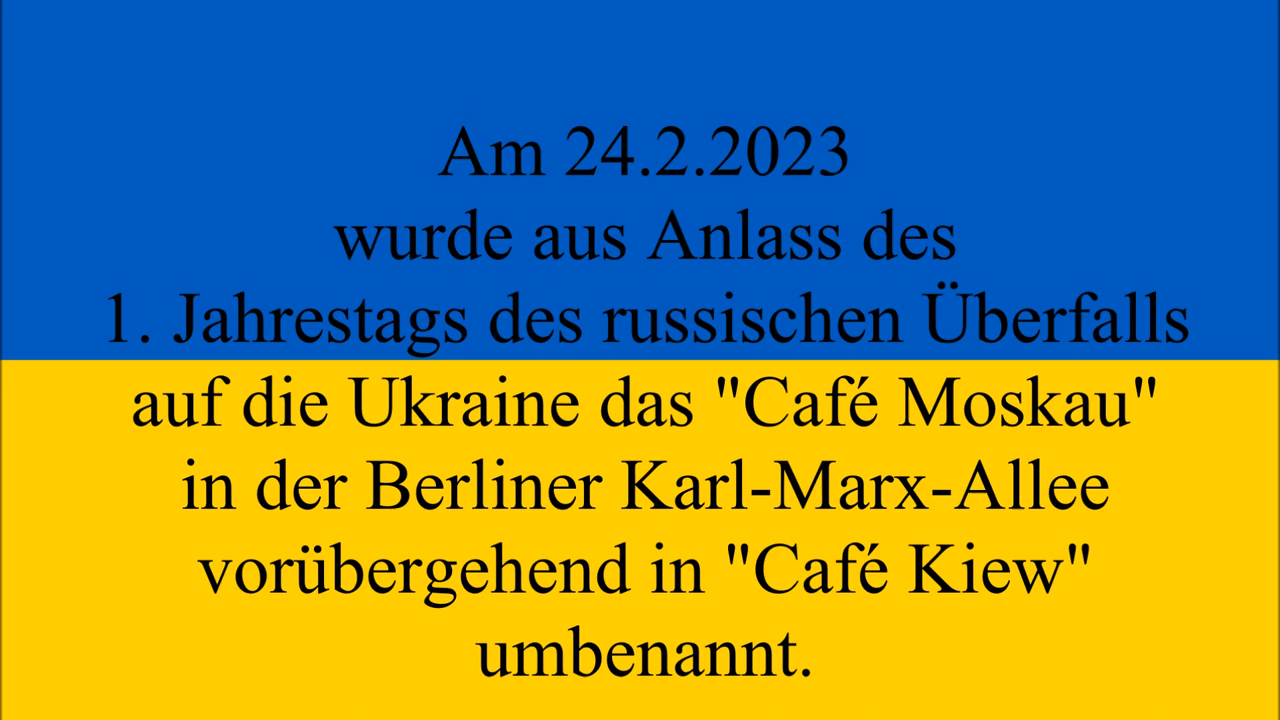 Am 24.2.2023
wurde aus Anlass des
1. Jahrestags des russischen Überfalls
auf die Ukraine das "Café Moskau"
in der Berliner Karl-Marx-Allee
vorübergehend in "Café Kiew"
umbenannt.